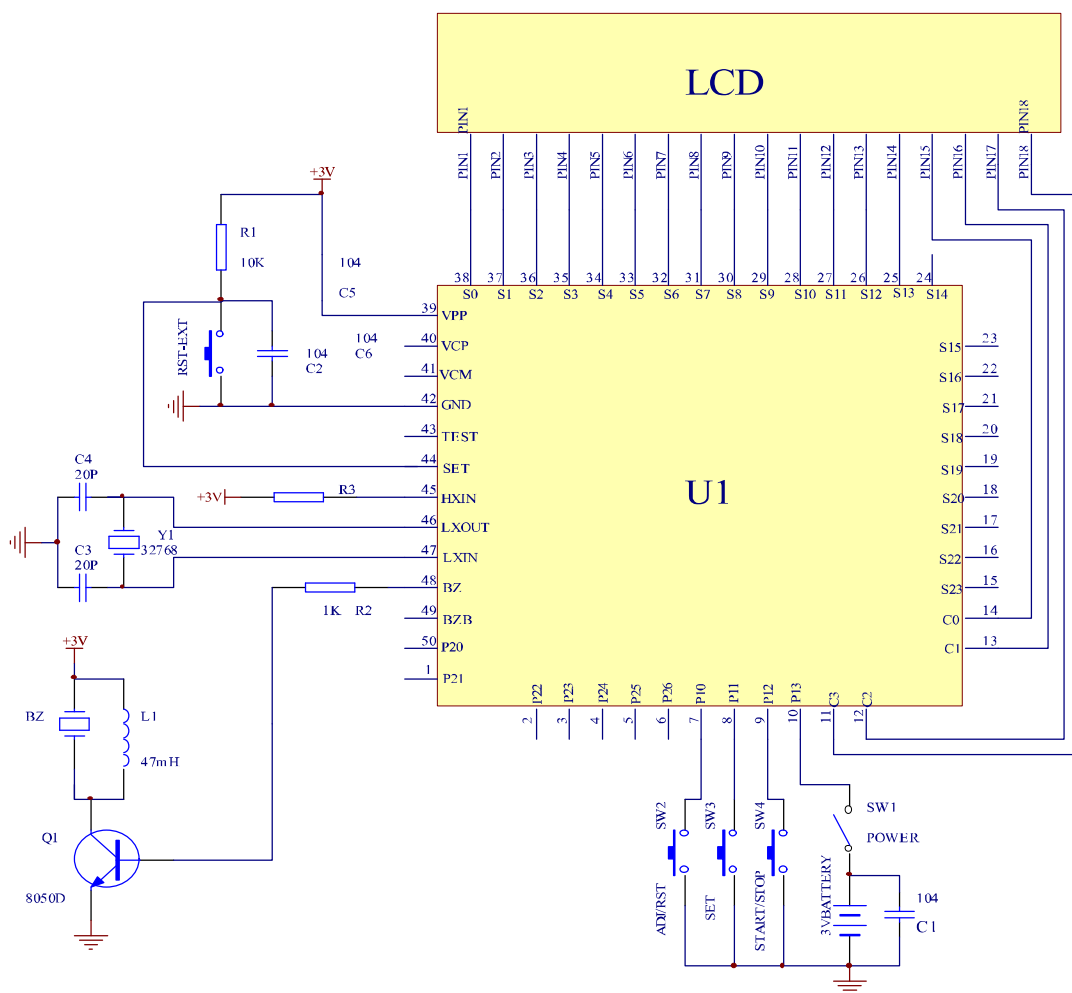 LCD
PIN1
PIN18
PIN1
PIN2
PIN3
PIN4
PIN5
PIN6
PIN7
PIN8
PIN9
PIN10
PIN11
PIN12
PIN13
PIN14
PIN15
PIN16
PIN17
PIN18
38
37
36
35
34
33
32
31
30
29
28
27
26
25
24
S0
S1
S2
S3
S4
S5
S6
S7
S8
S9
S10
S11
S12
S13
S14
+3V
R1
10K
104
C5
RST-EXT
104
C2
104
C6
39
VPP
40
VCP
41
VCM
42
GND
43
TEST
44
SET
45
HXIN
46
LXOUT
47
LXIN
48
BZ
49
BZB
50
P20
1
P21
U1
S15
23
S16
22
S17
21
S18
20
S19
19
S20
18
S21
17
S22
16
S23
15
C0
14
C1
13
+3V
R3
C4
20P
Y1
32768
C3
20P
1K
R2
+3V
BZ
L1
47mH
Q1
8050D
P22
P23
P24
P25
P26
P10
P11
P12
P13
C3
C2
2
3
4
5
6
7
8
9
10
11
12
SW2
SW3
SW4
SW1
POWER
ADJ/RST
SET
START/STOP
3VBATTERY
104
C1